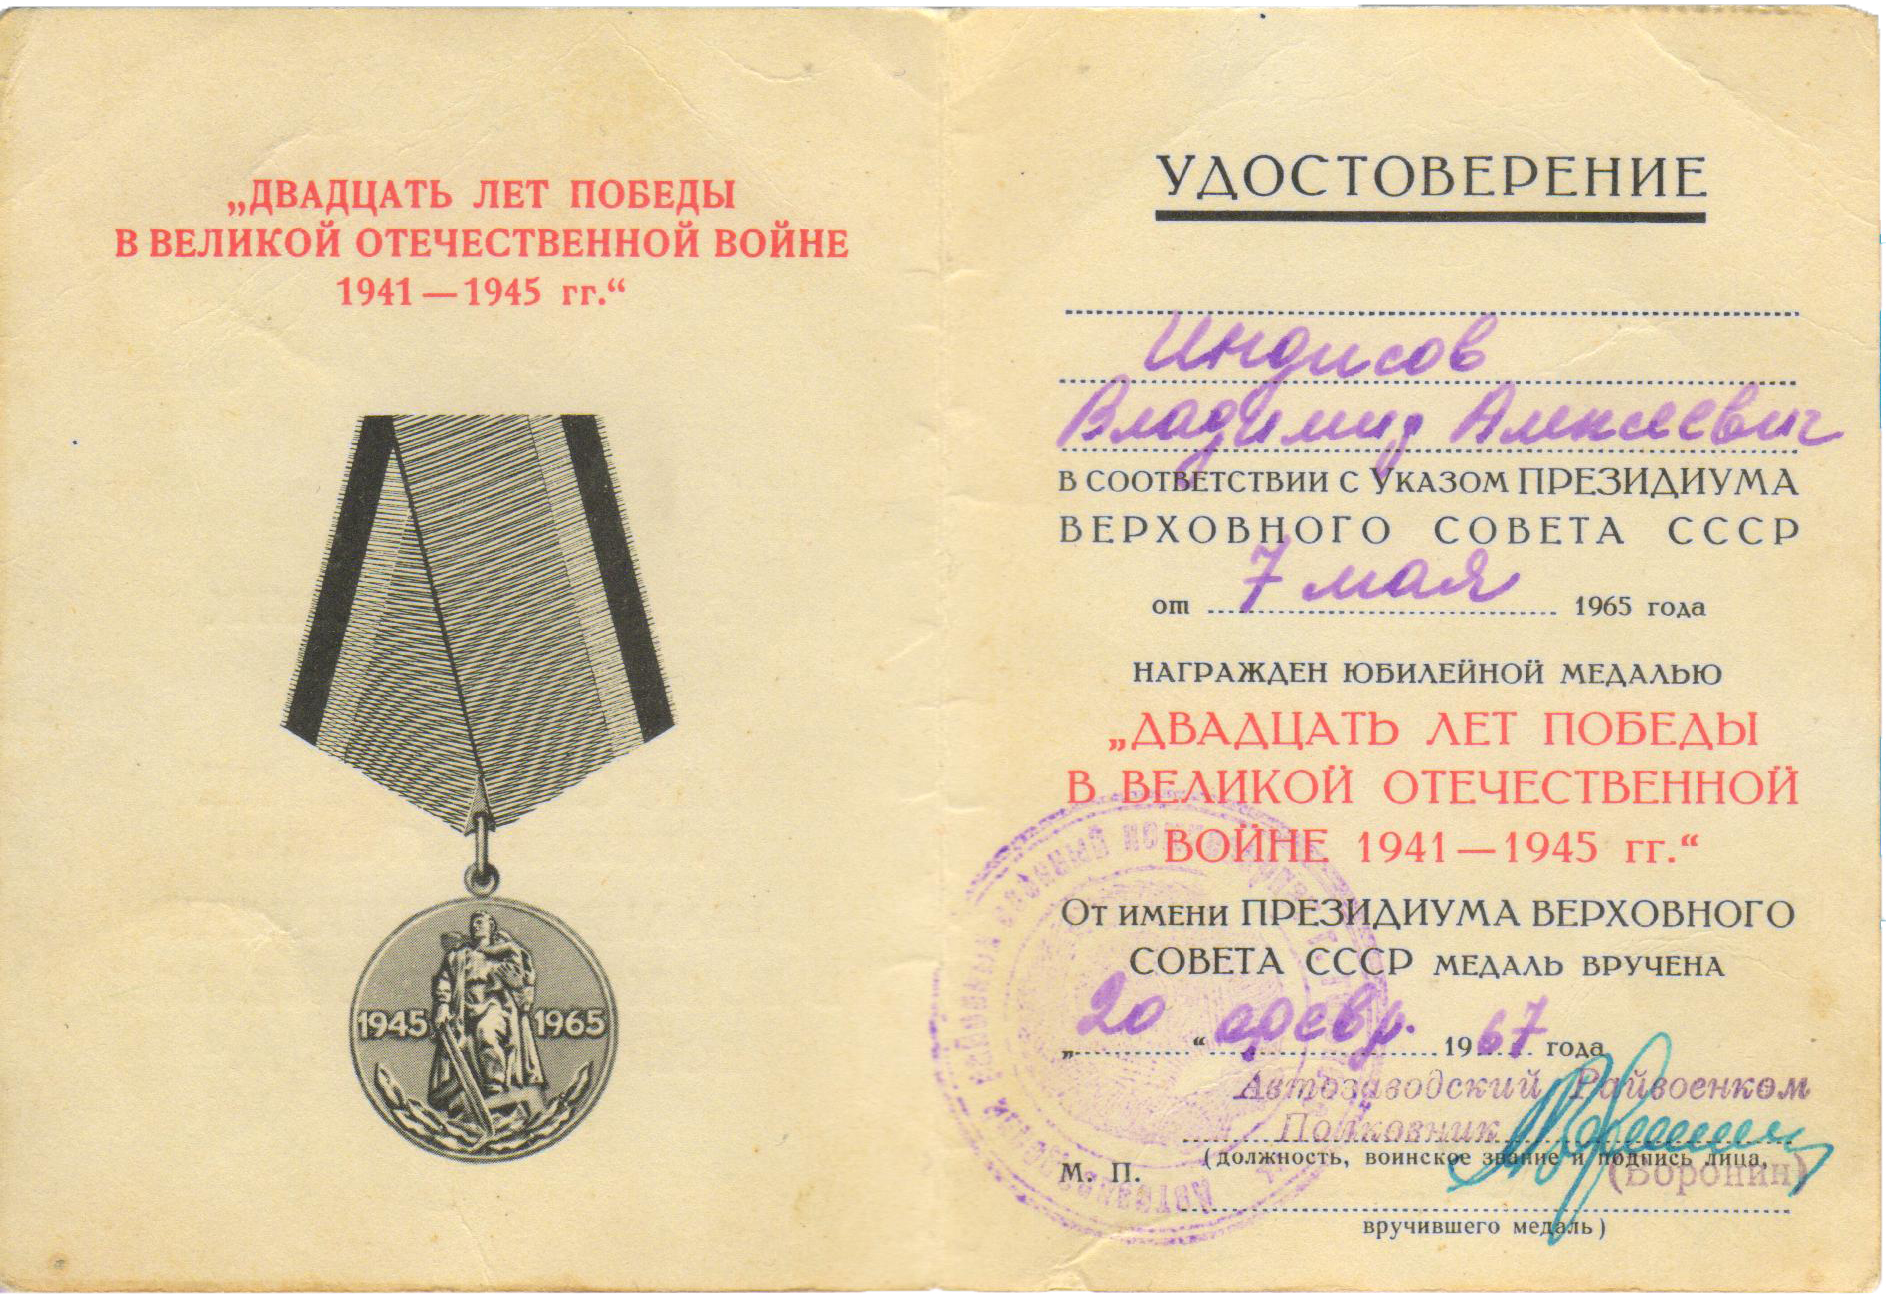 „ДВАДЦАТЬ ЛЕТ ПОБЕДЫ
В ВЕЛИКОЙ ОТЕЧЕСТВЕННОЙ ВОЙНЕ
1941—1945 гг.“
1945 1965
УДОСТОВЕРЕНИЕ
Индисов
Владимир Алексеевич
В СООТВЕТСТВИИ С УКАЗОМ ПРЕЗИДИУМА
ВЕРХОВНОГО СОВЕТА СССР
от 7 мая 1965 года
НАГРАЖДЕН ЮБИЛЕЙНОЙ МЕДАЛЬЮ
„ДВАДЦАТЬ ЛЕТ ПОБЕДЫ
В ВЕЛИКОЙ ОТЕЧЕСТВЕННОЙ
ВОЙНЕ 1941—1945 гг.“
ОТ ИМЕНИ ПРЕЗИДИУМА ВЕРХОВНОГО
СОВЕТА СССР МЕДАЛЬ ВРУЧЕНА
„20“ февр. 1967 года
Автозаводский Райвоенком
Полковник
М. П.
(должность, воинское звание и подпись лица,
(Воронин)
вручившего медаль)